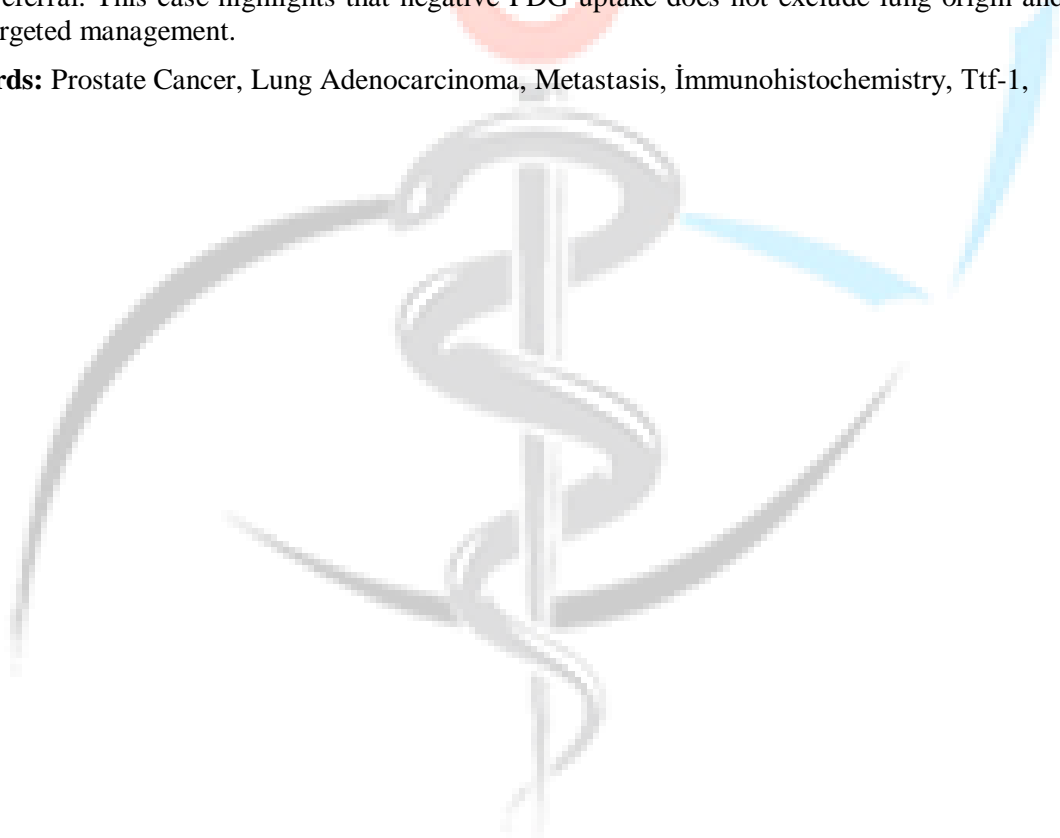 eferral. This case highlights that negative FDG uptake does not exclude lung origin and
rgeted management.
rds: Prostate Cancer, Lung Adenocarcinoma, Metastasis, İmmunohistochemistry, Ttf-1,